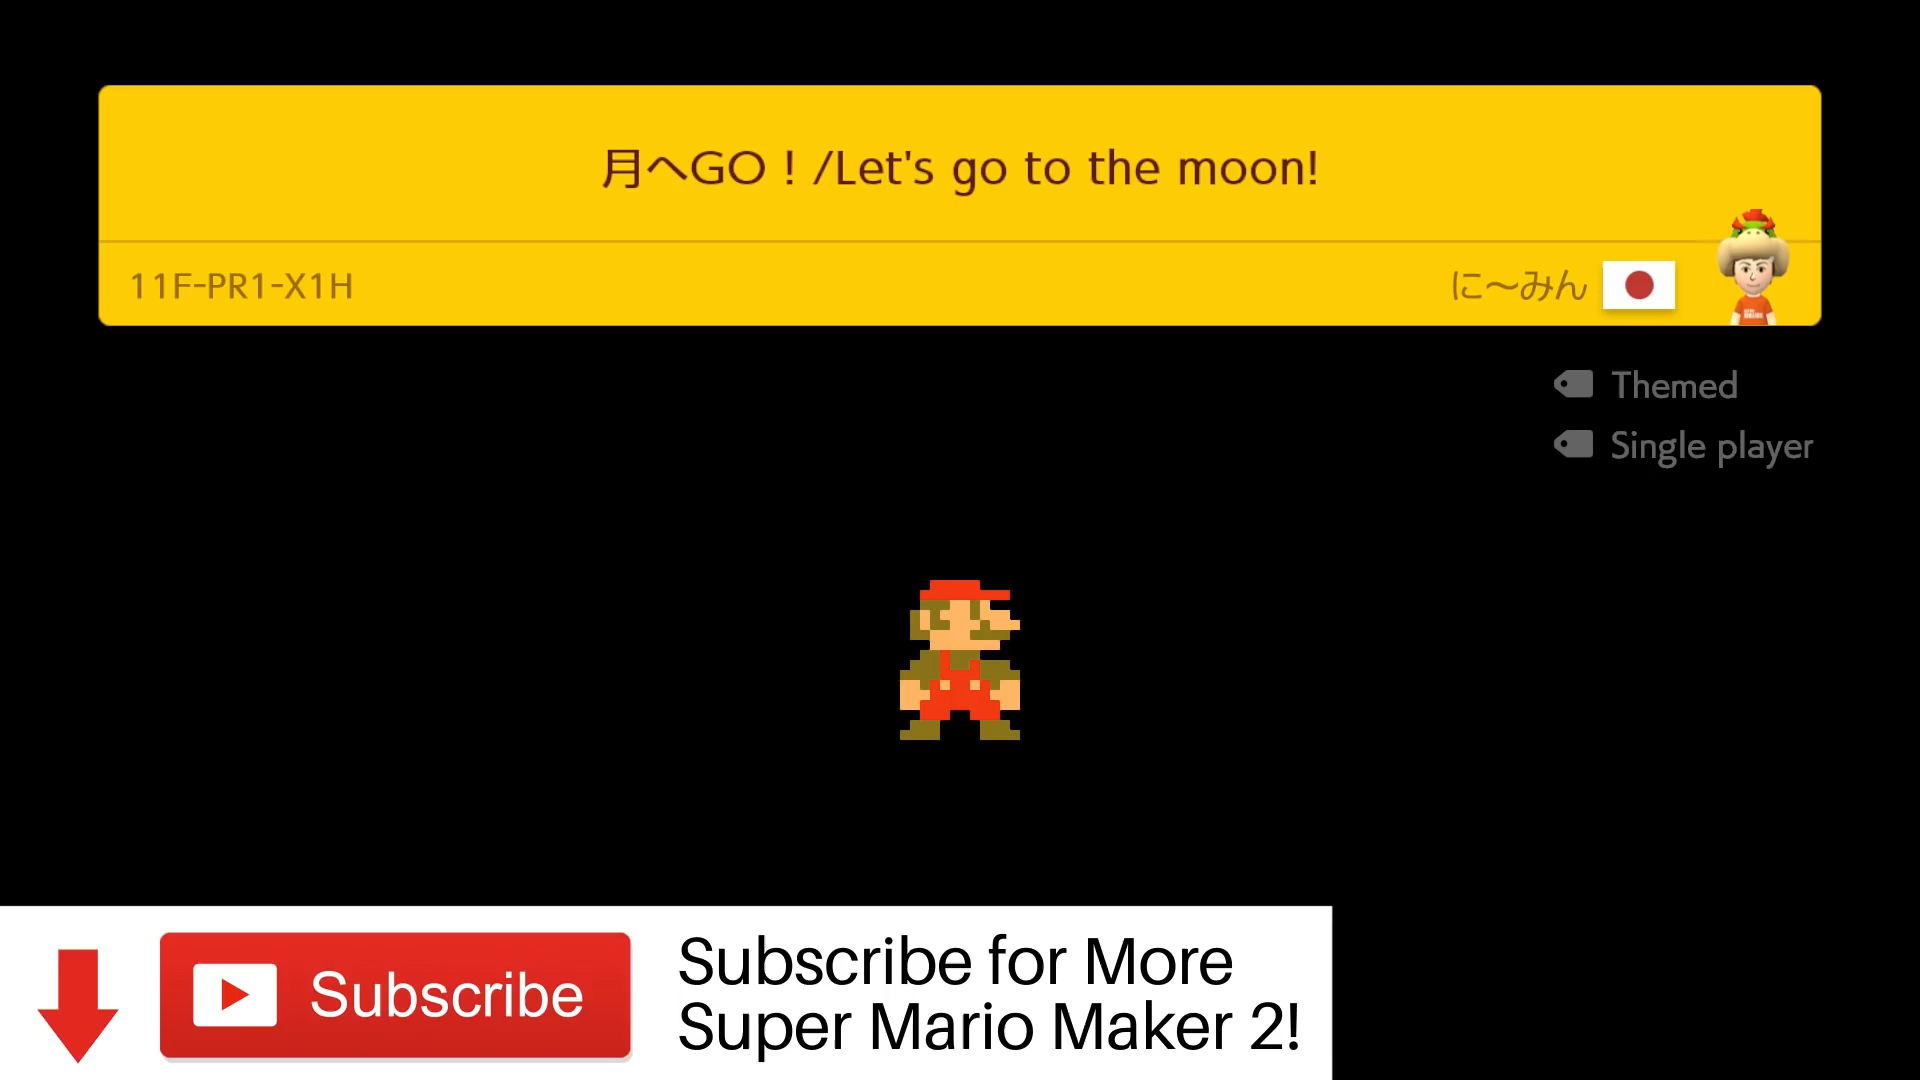 月へGO！/Let's go to the moon!
11F-PR1-X1H
に～みん
Themed
Single player
Subscribe
Subscribe for More
Super Mario Maker 2!